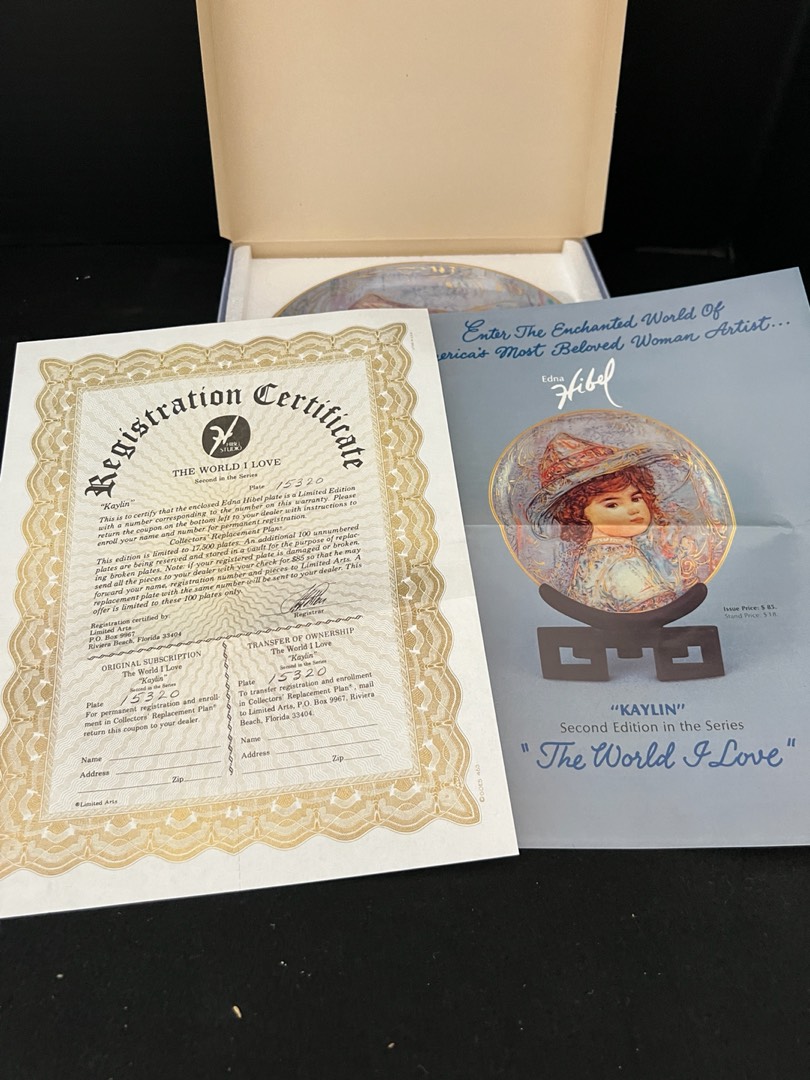 Registration Certificate
HIBEL
STUDIO
THE WORLD I LOVE
Second in the Series
Plate 15320
"Kaylin"
This is to certify that the enclosed Edna Hibel plate is a Limited Edition
with a number corresponding to the number on this warranty. Please
return the coupon on the bottom left to your dealer with instructions to
enroll your name and number for permanent registration
Collectors' Replacement Plan*.
This edition is limited to 17,500 plates. An additional 100 unnumbered
plates are being reserved and stored in a vault for the purpose of replac-
ing broken plates. Note: if your registered plate is damaged or broken,
send all the pieces to your dealer with your check for $85 so that he may
forward your name, registration number and pieces to Limited Arts. A
replacement plate with the same number will be sent to your dealer. This
offer is limited to these 100 plates only.
Registration certified by
Limited Arts
P.O. Box 9967
Riviera Beach, Florida 33404
Registrar
ORIGINAL SUBSCRIPTION
The World I Love
"Kaylin"
Second in the Series
Plate 15320
For permanent registration and enroll-
ment in Collectors' Replacement Plan*
return this coupon to your dealer.
Name
Address
Zip
*Limited Arts
TRANSFER OF OWNERSHIP
The World I Love
"Kaylin"
Second in the Series
Plate 15320
To transfer registration and enrollment
in Collectors' Replacement Plan*, mail
to Limited Arts, P.O. Box 9967, Riviera
Beach, Florida 33404.
Name
Address
Zip
Enter The Enchanted World Of
erica's Most Beloved Woman Artist...
Edna
Hibel
Issue Price: $85.
Stand Price: $18.
"KAYLIN"
Second Edition in the Series
"The World I Love"